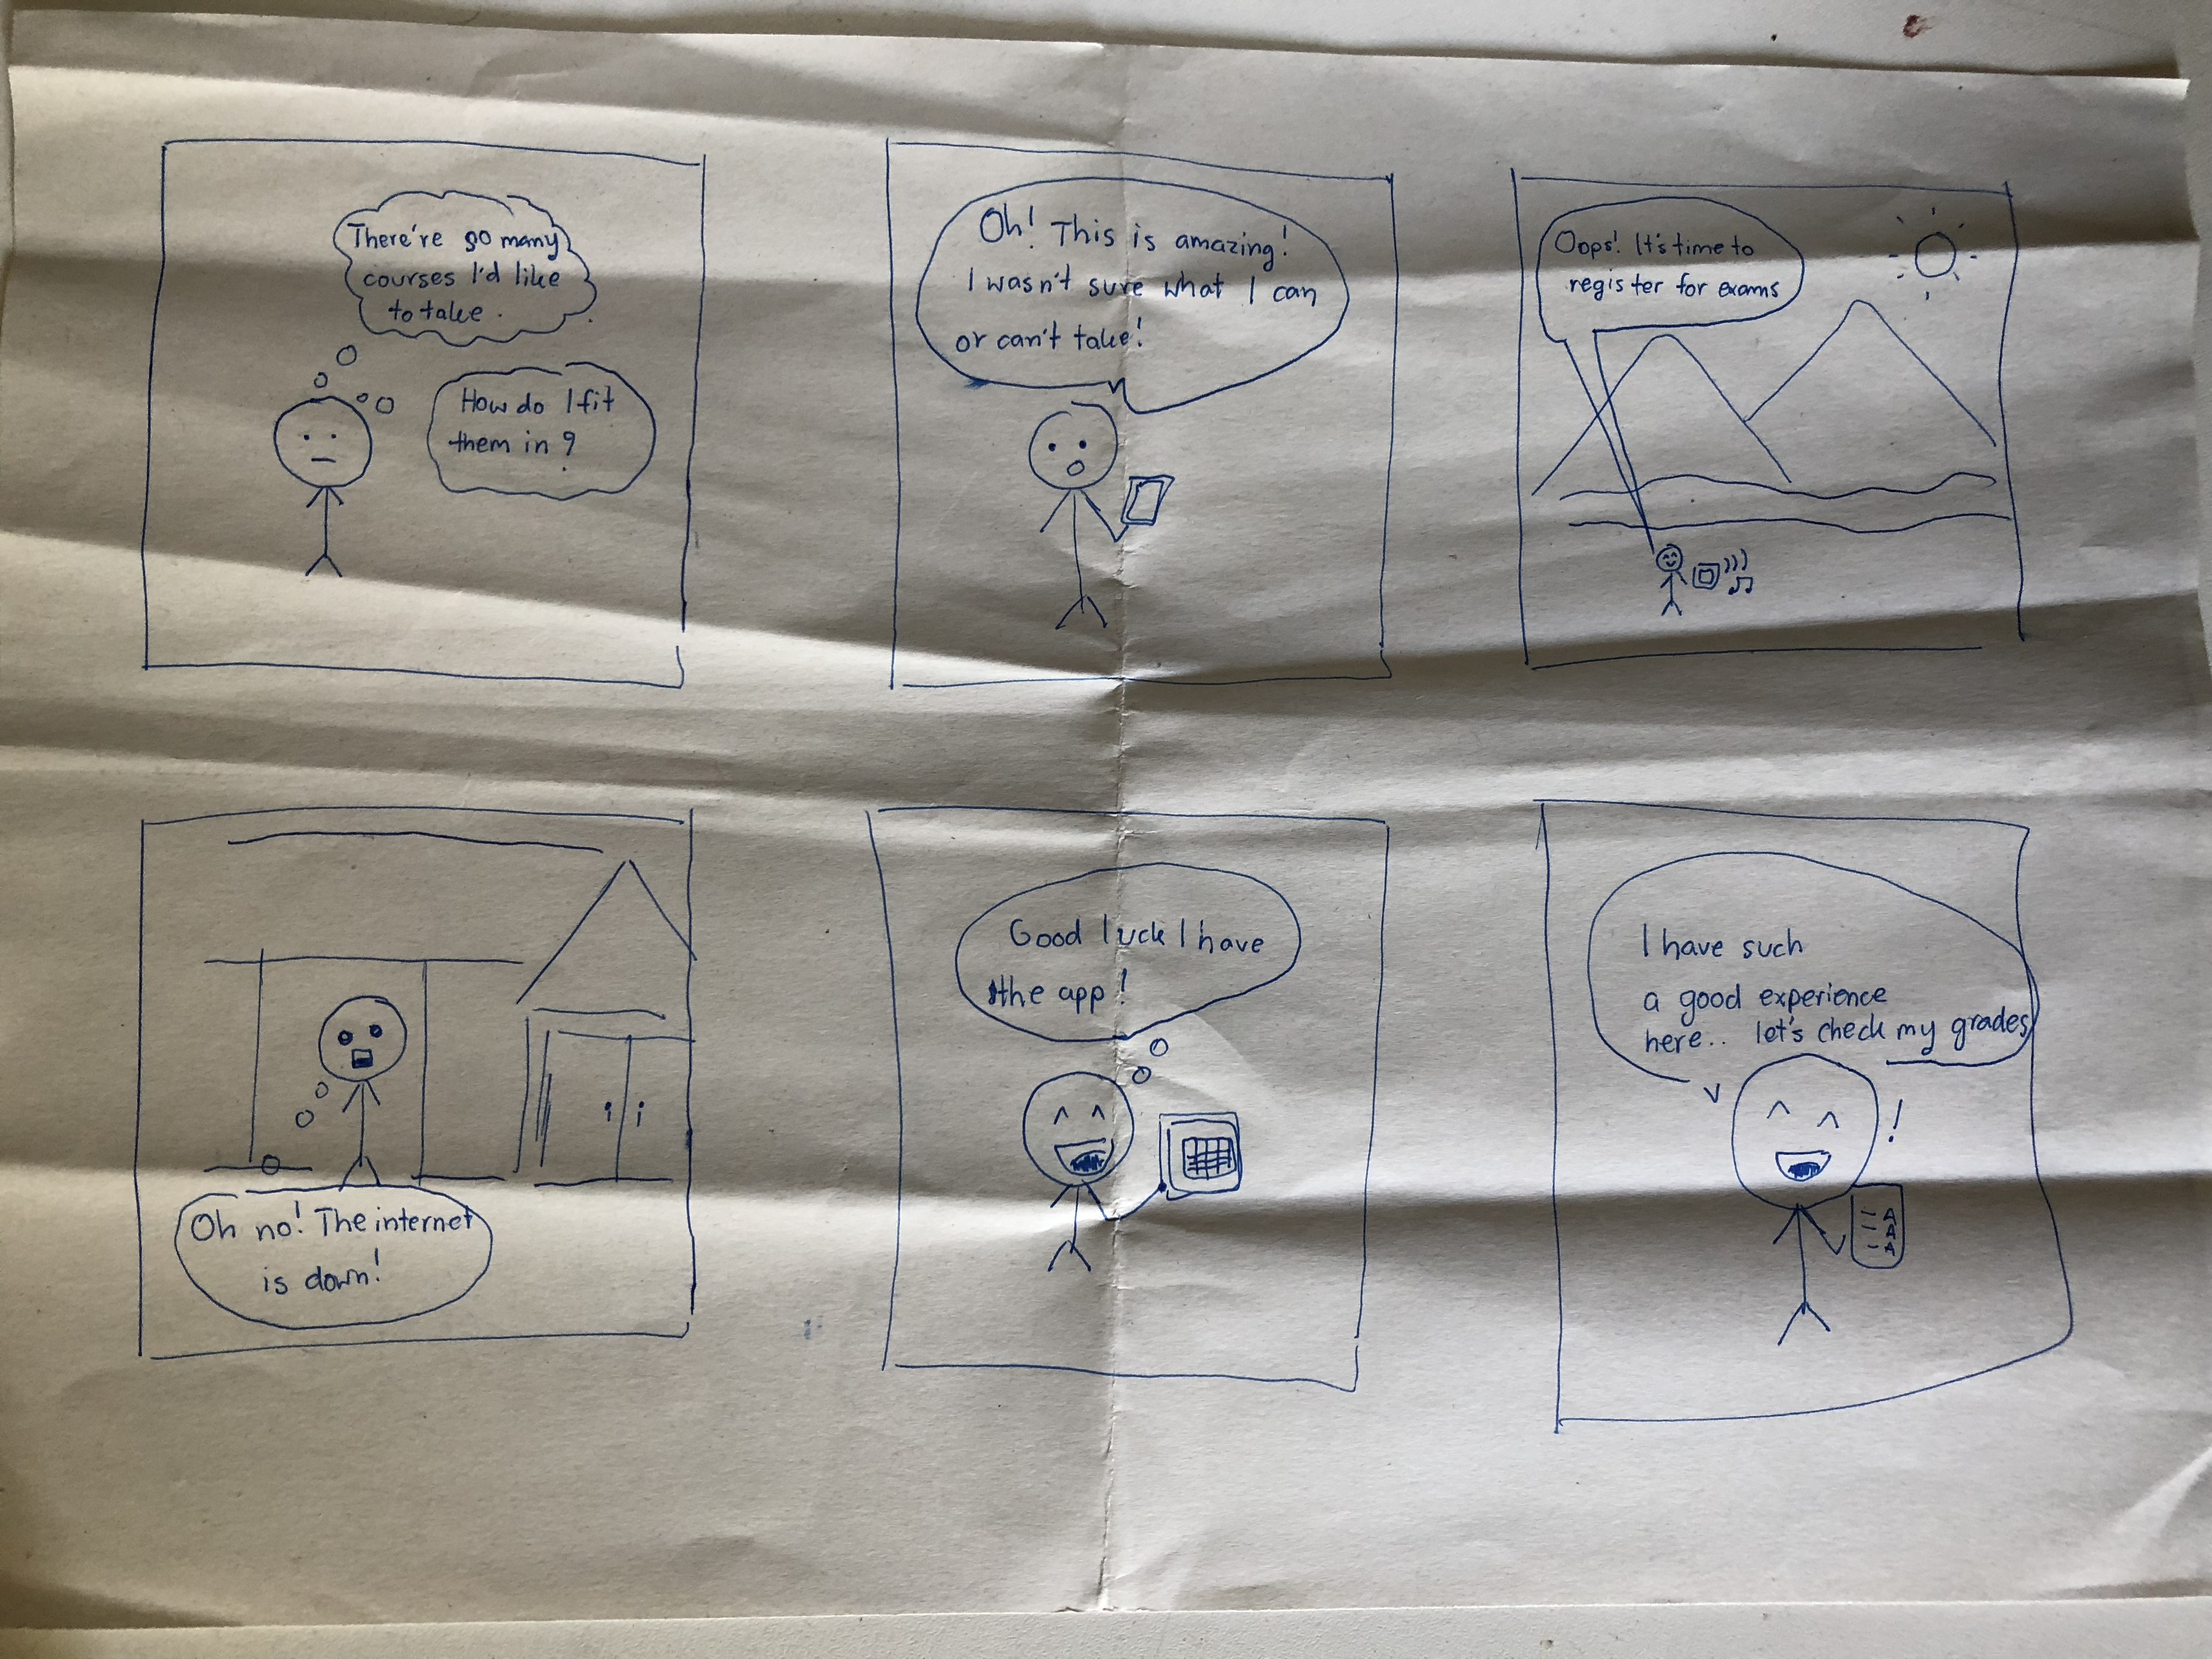 There're so many
courses I'd like
to take.
How do I fit
them in?
Oh! This is amazing!
I wasn't sure what I can
or can't take!
Oops! It's time to
register for exams
Oh no! The internet
is down!
Good luck I have
the app!
I have such
a good experience
here.. let's check my grades
!
A
A
A